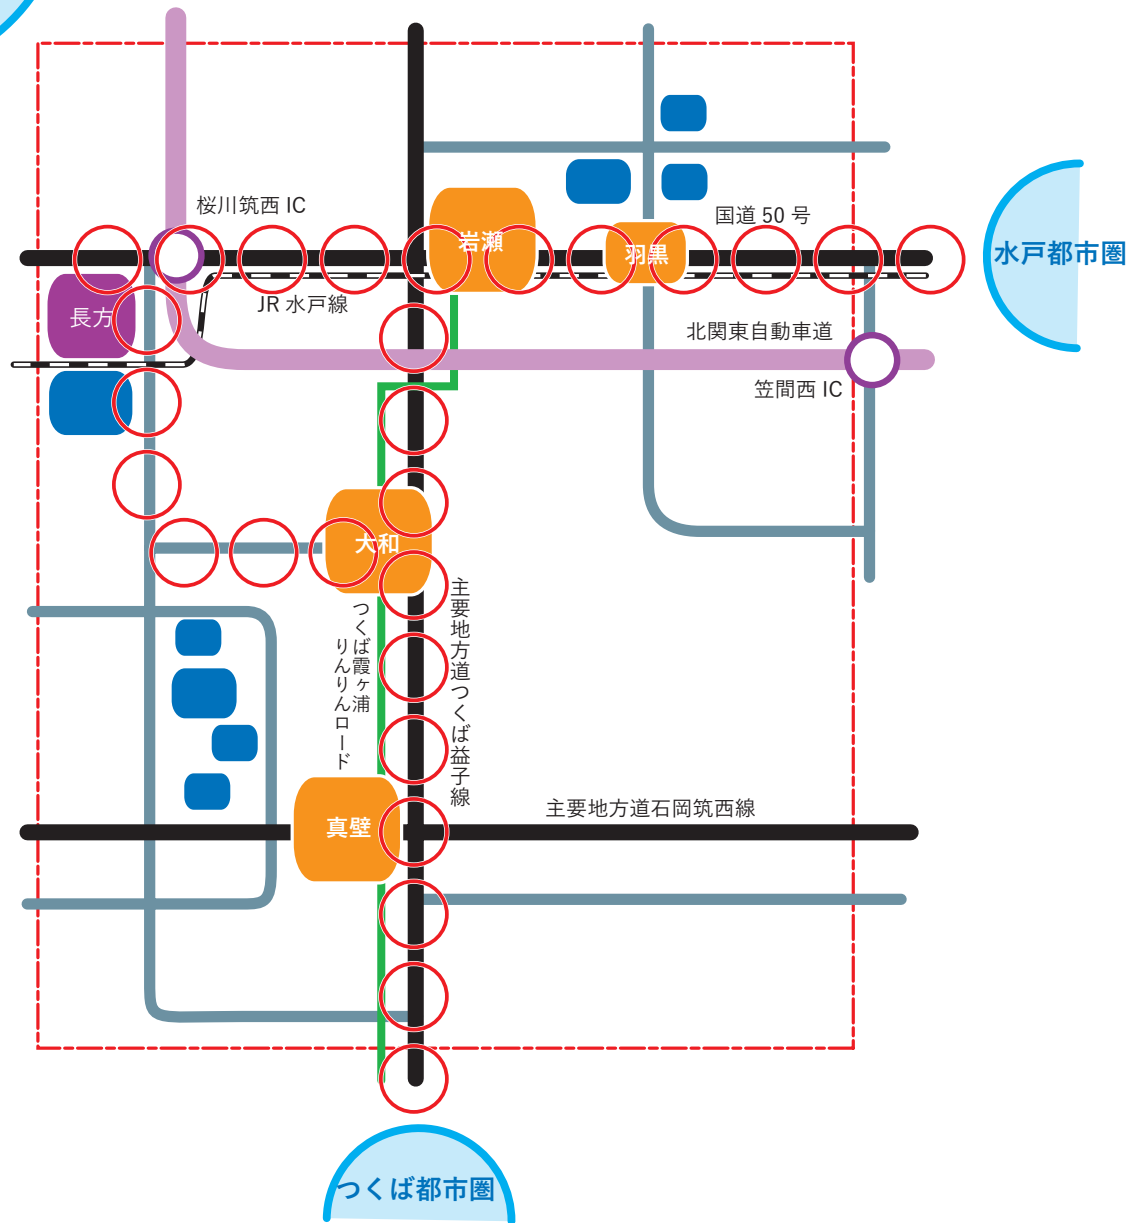 桜川筑西 IC
岩瀬
国道 50 号
羽黒
水戸都市圏
JR 水戸線
長方
北関東自動車道
笠間西 IC
大和
主要地方道つくば益子線
つくば霞ヶ浦
りんりんロード
主要地方道石岡筑西線
真壁
つくば都市圏